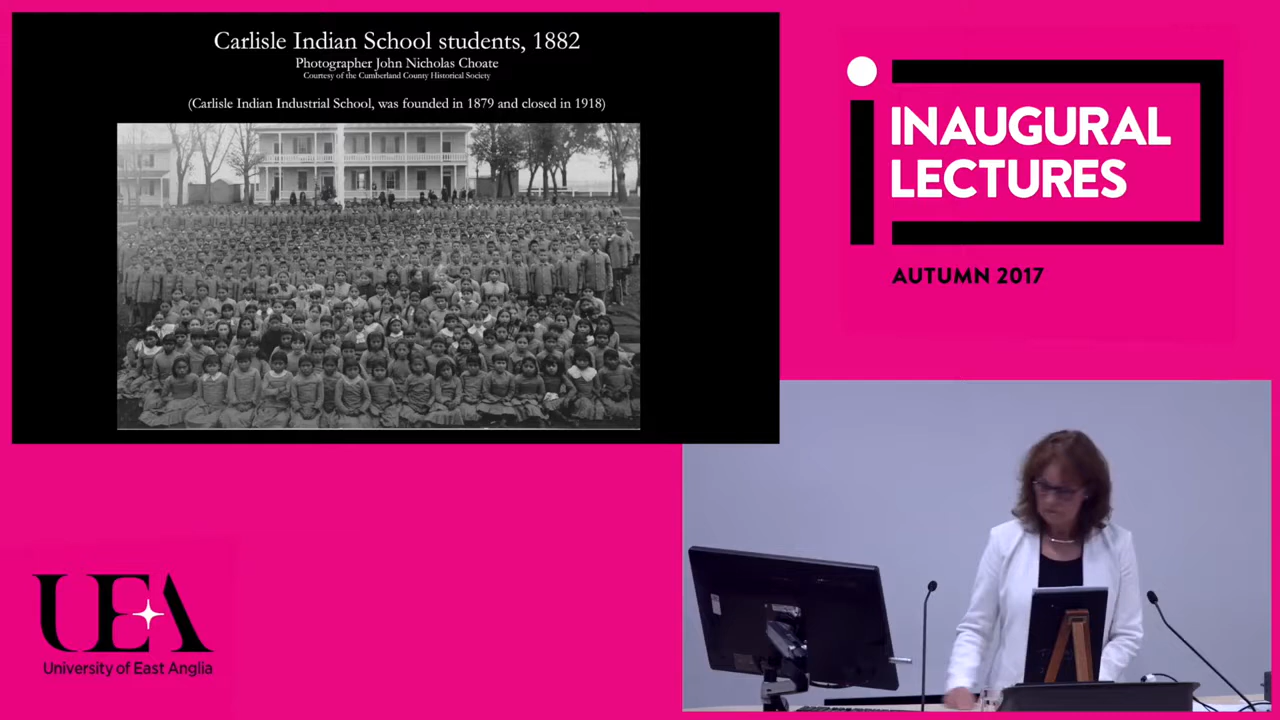 Carlisle Indian School students, 1882
Photographer John Nicholas Choate
Courtesy of the Cumberland County Historical Society
(Carlisle Indian Industrial School, was founded in 1879 and closed in 1918)
INAUGURAL
LECTURES
AUTUMN 2017
UEA
University of East Anglia